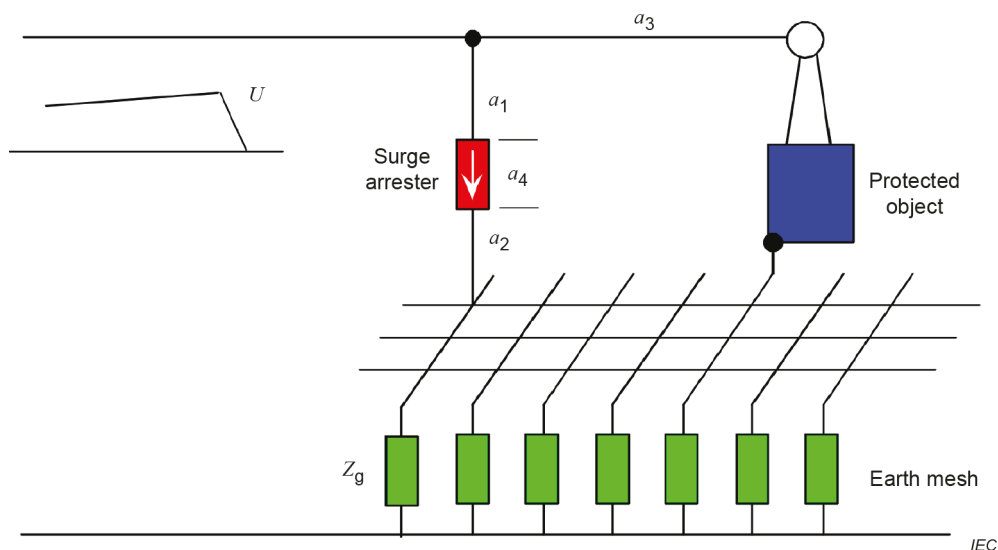 a3
U
a1
Surge
arrester
a4
Protected
object
a2
Zg
Earth mesh
IEC